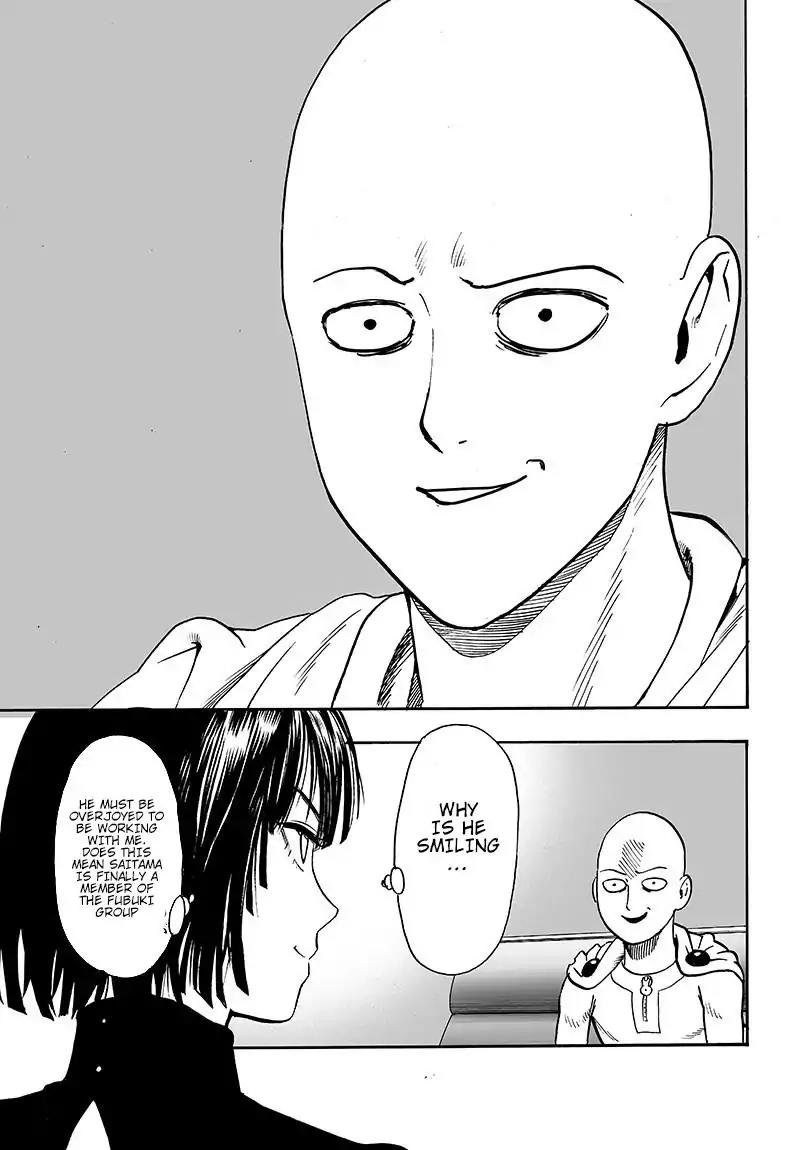 WHY
IS HE
SMILING
...
HE MUST BE
OVERJOYED TO
BE WORKING
WITH ME.
DOES THIS
MEAN SAITAMA
IS FINALLY A
MEMBER OF
THE FUBUKI
GROUP